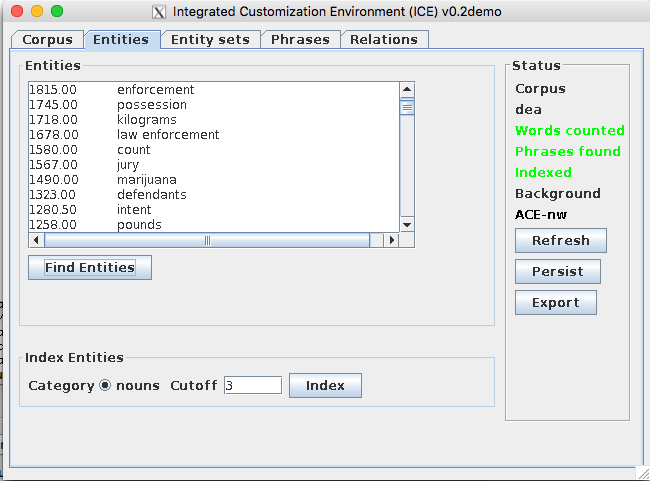 Integrated Customization Environment (ICE) v0.2demo
Corpus Entities Entity sets Phrases Relations
Entities
1815.00 enforcement
1745.00 possession
1718.00 kilograms
1678.00 law enforcement
1580.00 count
1567.00 jury
1490.00 marijuana
1323.00 defendants
1280.50 intent
1258.00 pounds
Find Entities
Index Entities
Category nouns Cutoff 3 Index
Status
Corpus
dea
Words counted
Phrases found
Indexed
Background
ACE-nw
Refresh
Persist
Export